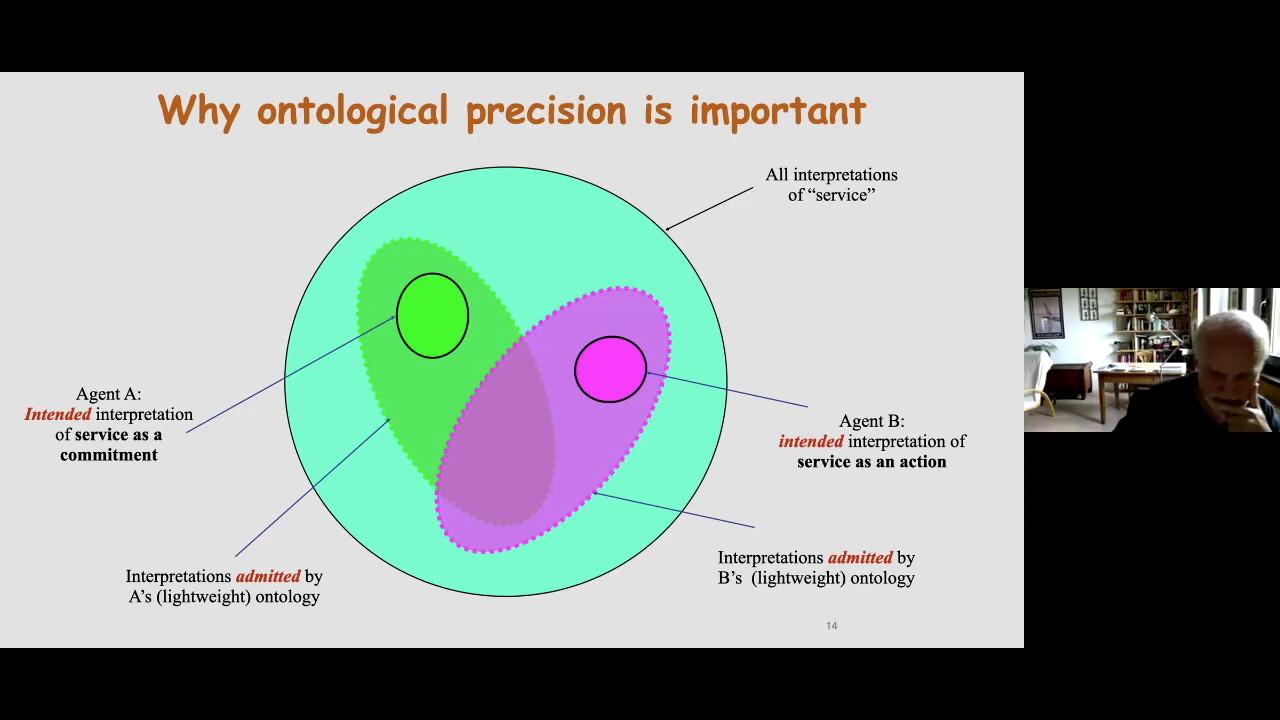 Why ontological precision is important
All interpretations
of “service”
Agent A:
Intended interpretation
of service as a
commitment
Agent B:
intended interpretation of
service as an action
Interpretations admitted by
A’s (lightweight) ontology
Interpretations admitted by
B’s (lightweight) ontology
14